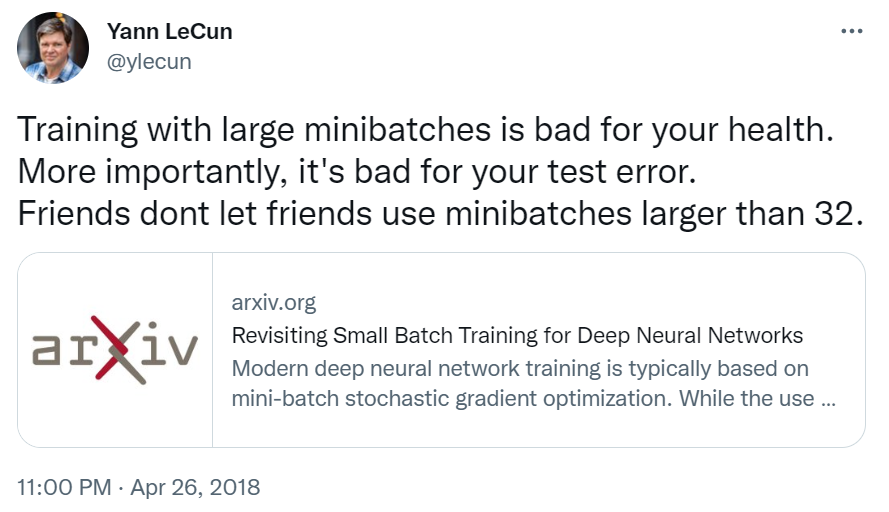 Yann LeCun
@ylecun
Training with large minibatches is bad for your health.
More importantly, it's bad for your test error.
Friends dont let friends use minibatches larger than 32.
arXiv
arxiv.org
Revisiting Small Batch Training for Deep Neural Networks
Modern deep neural network training is typically based on
mini-batch stochastic gradient optimization. While the use ...
11:00 PM · Apr 26, 2018